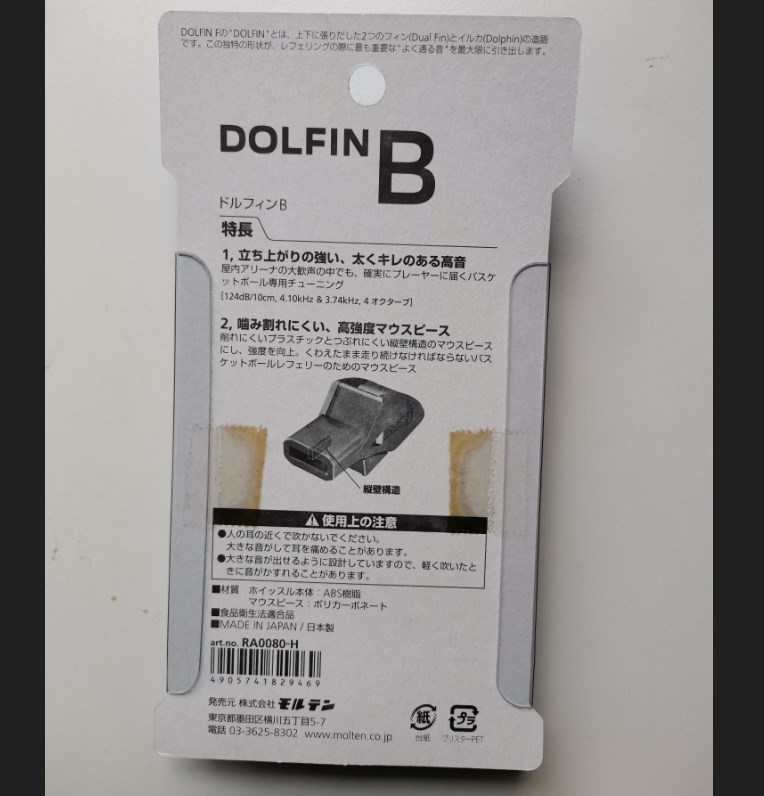 DOLFIN Fの"DOLFIN"とは、上下に張りだした2つのフィン(Dual Fin)とイルカ(Dolphin)の造語
です。この独特の形状が、レフェリングの際に最も重要な"よく通る音"を最大限に引き出します。
DOLFIN B
ドルフィンB
特長
1, 立ち上がりの強い、太くキレのある高音
屋内アリーナの大歓声の中でも、確実にプレーヤーに届くバスケ
ットボール専用チューニング
[124dB/10cm, 4.10kHz & 3.74kHz, 4 オクターブ]
2, 噛み割れにくい、高強度マウスピース
削れにくいプラスチックとつぶれにくい縦壁構造のマウスピース
にし、強度を向上。くわえたまま走り続けなければならないバス
ケットボールレフェリーのためのマウスピース
縦壁構造
⚠使用上の注意
●人の耳の近くで吹かないでください。
大きな音がして耳を痛めることがあります。
●大きな音が出せるように設計していますので、軽く吹いたと
きに音がかすれることがあります。
■材質 ホイッスル本体：ABS樹脂
マウスピース：ポリカーボネート
■食品衛生法適合品
■MADE IN JAPAN / 日本製
art.no. RA0080-H
4905741829469
発売元 株式会社 モルテン
東京都墨田区横川五丁目5-7
電話 03-3625-8302 www.molten.co.jp
紙
台紙
プラ
ブリスターPET